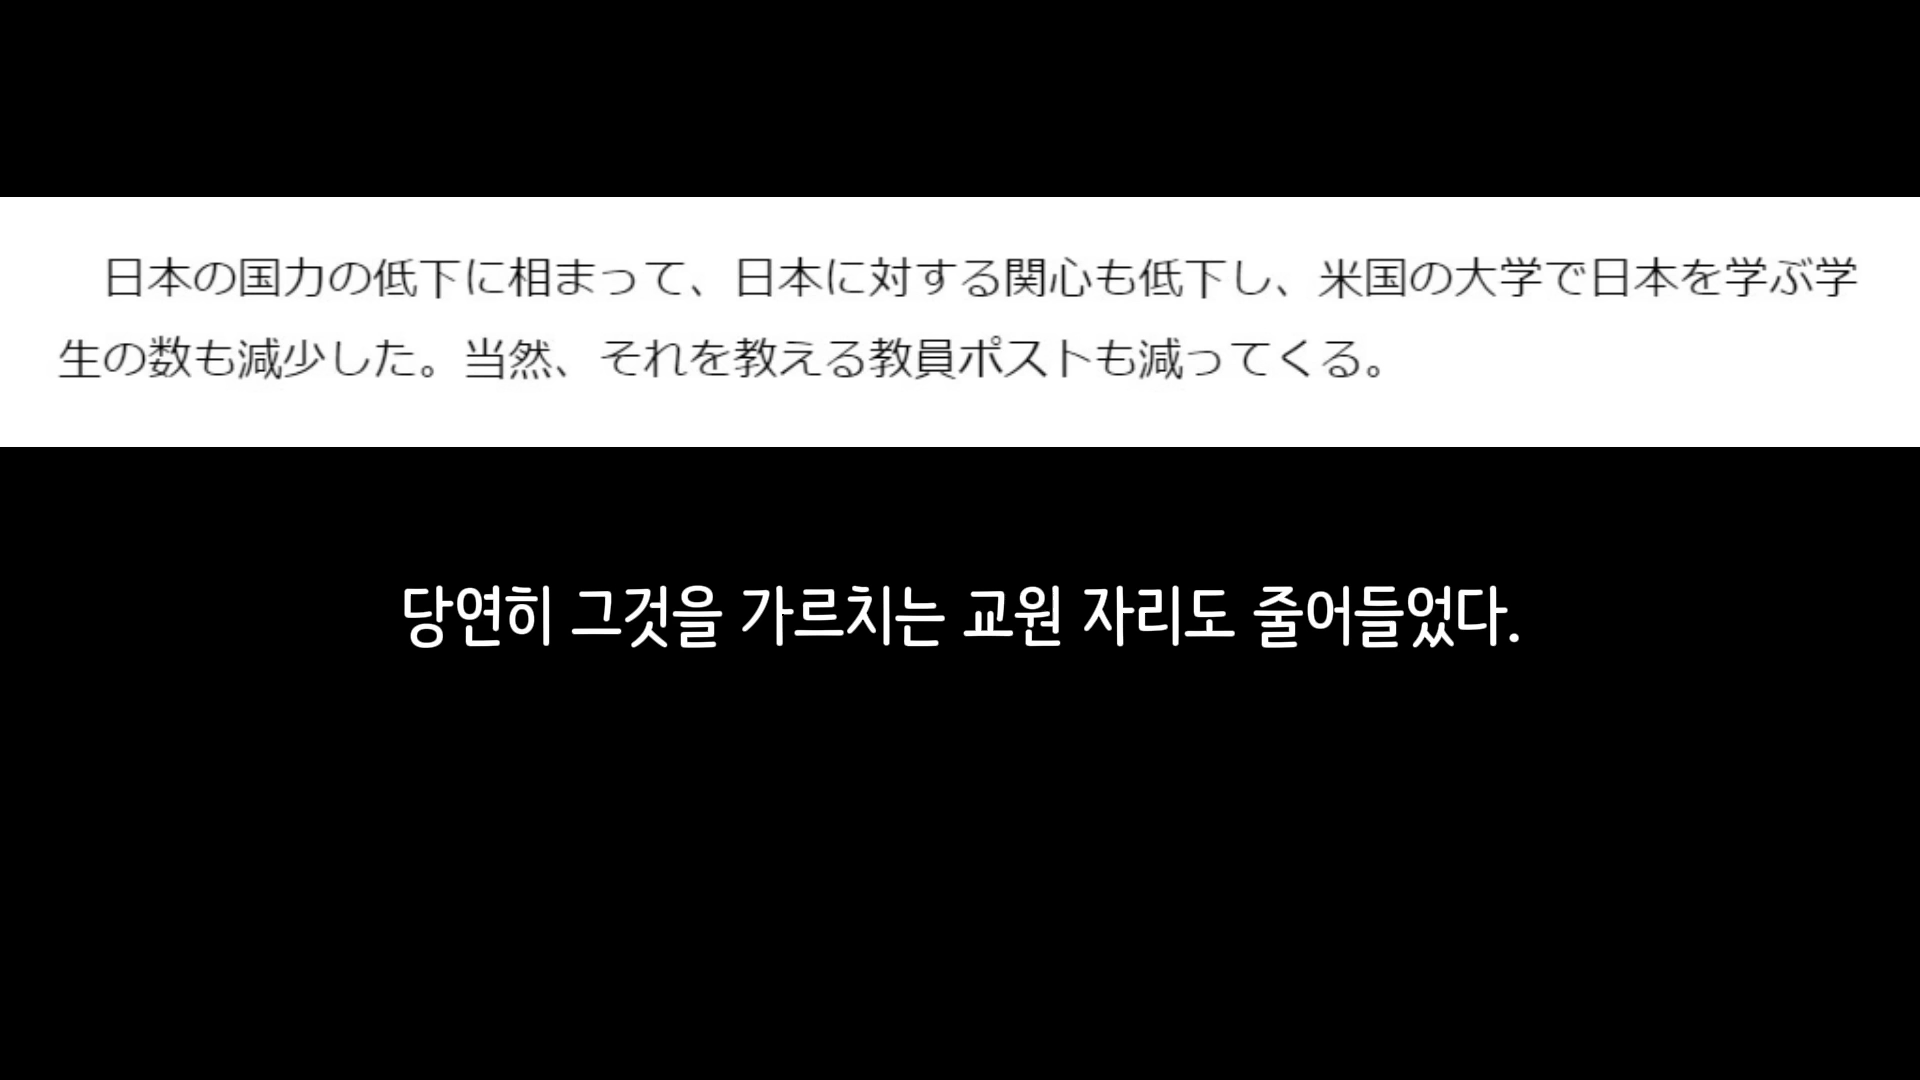 日本の国力の低下に相まって、日本に対する関心も低下し、米国の大学で日本を学ぶ学
生の数も減少した。当然、それを教える教員ポストも減ってくる。
당연히 그것을 가르치는 교원 자리도 줄어들었다.